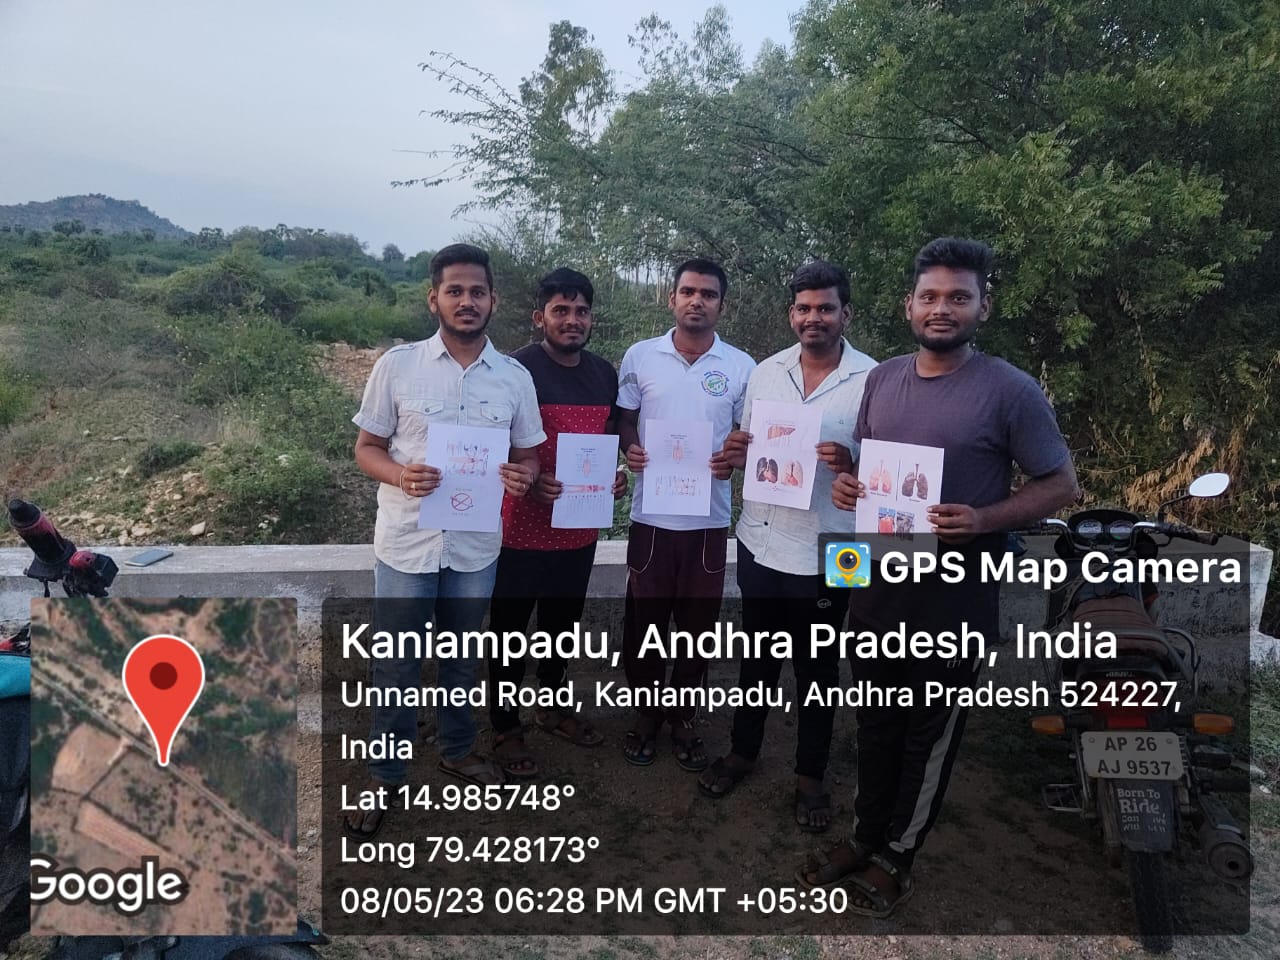 GPS Map Camera
Kaniampadu, Andhra Pradesh, India
Unnamed Road, Kaniampadu, Andhra Pradesh 524227,
India
Lat 14.985748°
Long 79.428173°
08/05/23 06:28 PM GMT +05:30
Google
AP 26
AJ 9537
Born To
Ride